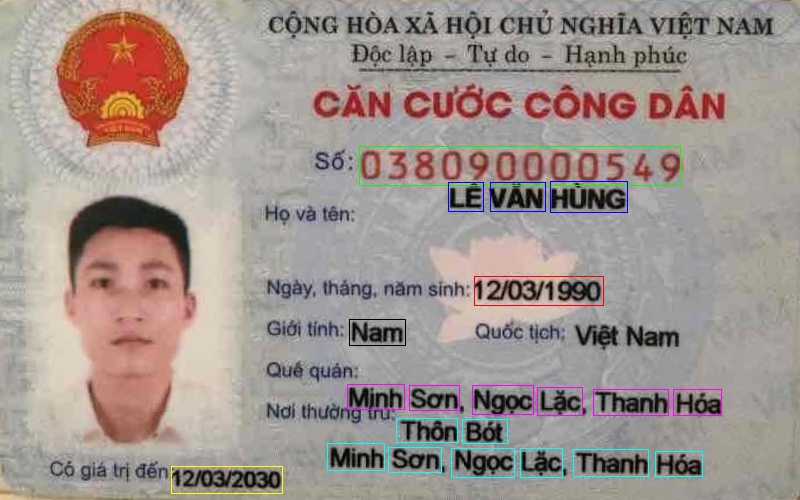 CỘNG HÒA XÃ HỘI CHỦ NGHĨA VIỆT NAM
Độc lập - Tự do - Hạnh phúc
CĂN CƯỚC CÔNG DÂN
VIỆT NAM
Số: 038090000549
Họ và tên: LÊ VĂN HÙNG
Ngày, tháng, năm sinh: 12/03/1990
Giới tính: Nam Quốc tịch: Việt Nam
Quê quán:
Minh Sơn, Ngọc Lặc, Thanh Hóa
Nơi thường trú:
Thôn Bót
Minh Sơn, Ngọc Lặc, Thanh Hóa
Có giá trị đến 12/03/2030